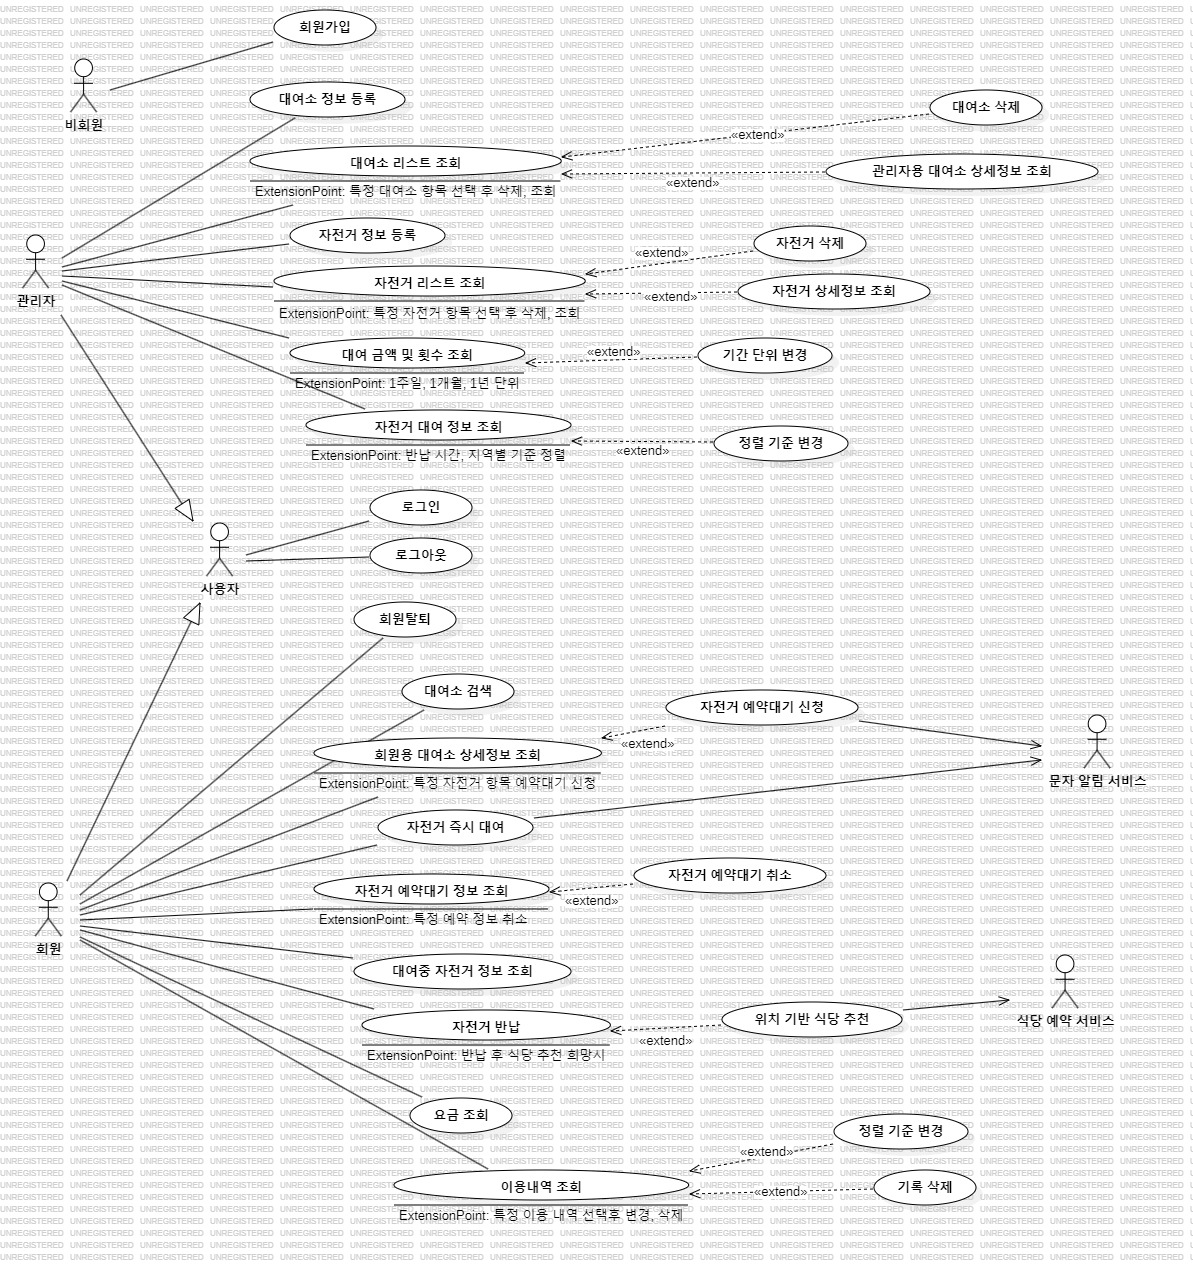 회원가입
비회원
대여소 정보 등록
대여소 삭제
«extend»
대여소 리스트 조회
관리자용 대여소 상세정보 조회
«extend»
ExtensionPoint: 특정 대여소 항목 선택 후 삭제, 조회
자전거 정보 등록
자전거 삭제
«extend»
관리자
자전거 리스트 조회
자전거 상세정보 조회
«extend»
ExtensionPoint: 특정 자전거 항목 선택 후 삭제, 조회
대여 금액 및 횟수 조회
«extend»
기간 단위 변경
ExtensionPoint: 1주일, 1개월, 1년 단위
자전거 대여 정보 조회
정렬 기준 변경
«extend»
ExtensionPoint: 반납 시간, 지역별 기준 정렬
로그인
로그아웃
사용자
회원탈퇴
대여소 검색
자전거 예약대기 신청
«extend»
회원용 대여소 상세정보 조회
ExtensionPoint: 특정 자전거 항목 예약대기 신청
문자 알림 서비스
자전거 즉시 대여
자전거 예약대기 취소
자전거 예약대기 정보 조회
«extend»
ExtensionPoint: 특정 예약 정보 취소
회원
대여중 자전거 정보 조회
위치 기반 식당 추천
식당 예약 서비스
자전거 반납
«extend»
ExtensionPoint: 반납 후 식당 추천 희망시
요금 조회
정렬 기준 변경
«extend»
이용내역 조회
«extend»
기록 삭제
ExtensionPoint: 특정 이용 내역 선택후 변경, 삭제
UNREGISTERED